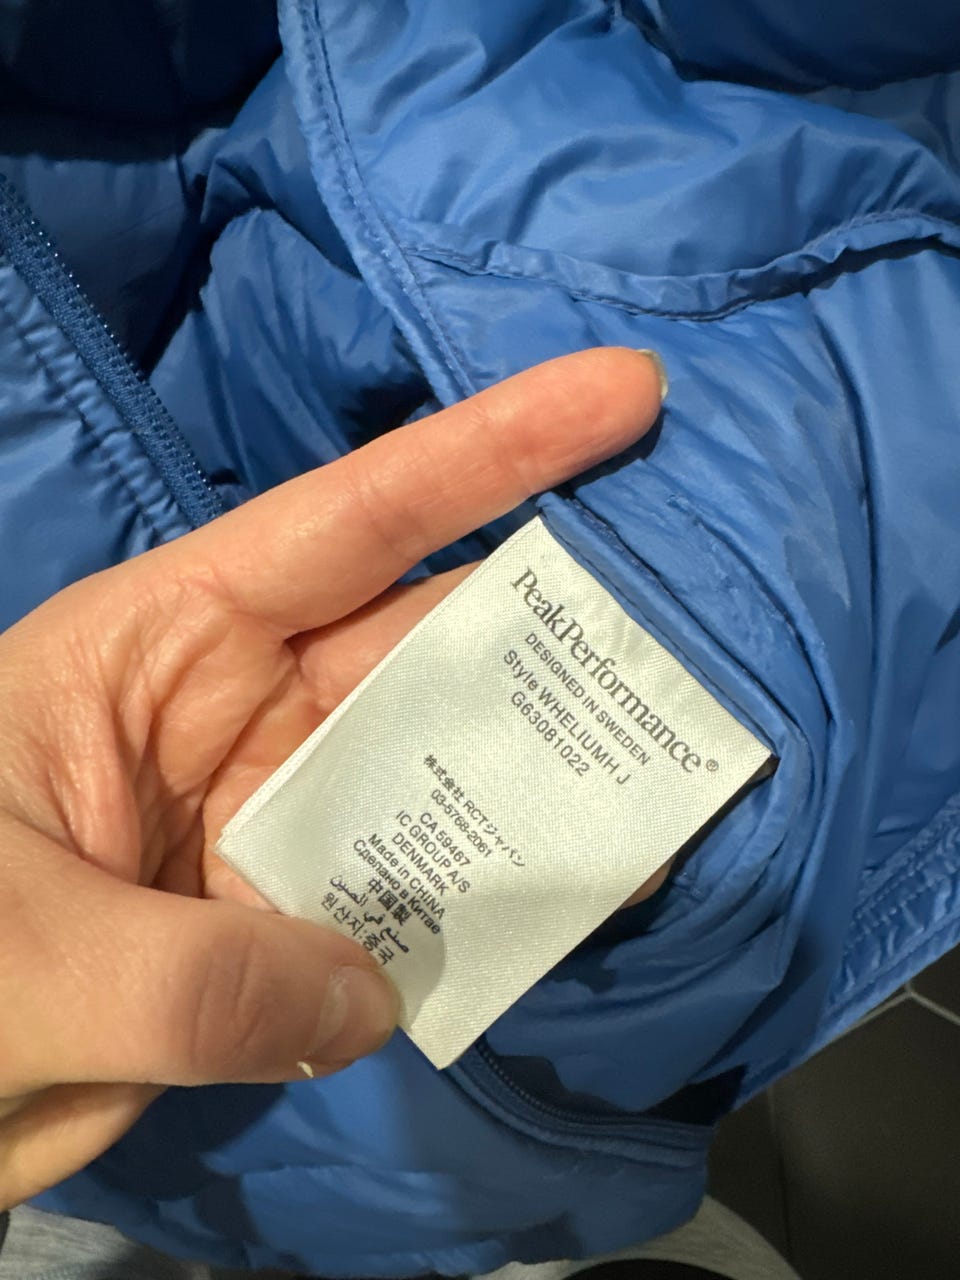 PeakPerformance®
DESIGNED IN SWEDEN
Style WHELIUMH J
G63081022
株式会社 RCTジャパン
03-5768-2061
CA 59467
IC GROUP A/S
DENMARK
Made in CHINA
Сделано в Китае
中国製
صنع في الصين
원산지:중국